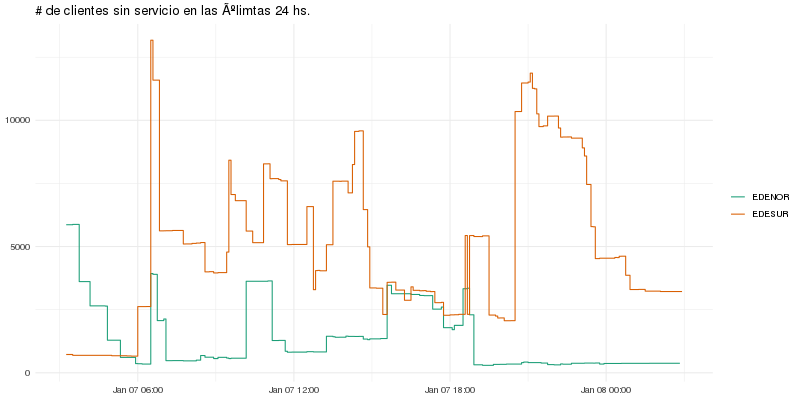 # de clientes sin servicio en las Ãºlimtas 24 hs.
10000
5000
0
Jan 07 06:00
Jan 07 12:00
Jan 07 18:00
Jan 08 00:00
EDENOR
EDESUR